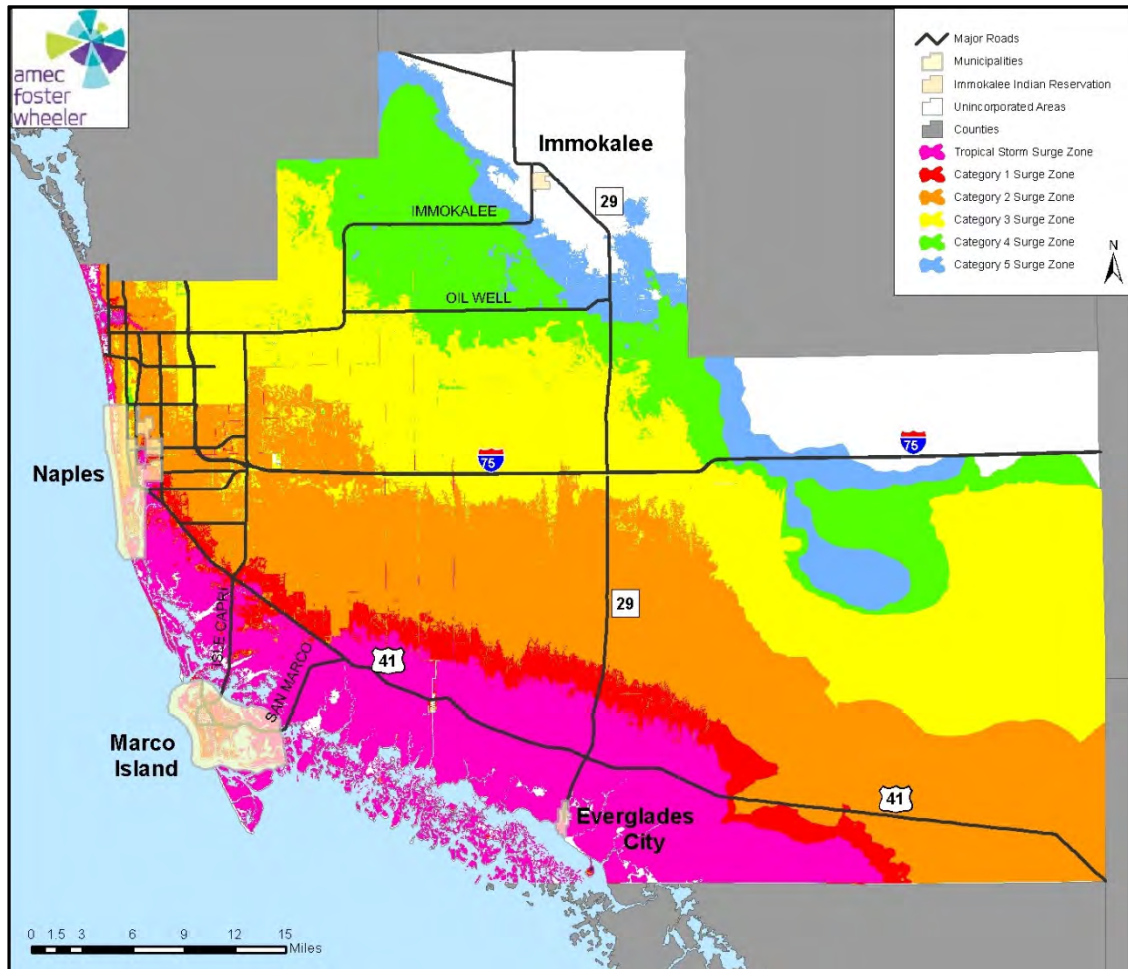 amec
foster
wheeler
Major Roads
Municipalities
Immokalee Indian Reservation
Unincorporated Areas
Counties
Tropical Storm Surge Zone
Category 1 Surge Zone
Category 2 Surge Zone
Category 3 Surge Zone
Category 4 Surge Zone
Category 5 Surge Zone
N
Immokalee
29
IMMOKALEE
OIL WELL
75
75
Naples
29
ISLE CAPRI
SAN MARCO
41
Marco
Island
41
Everglades
City
0 1.5 3 6 9 12 15
Miles